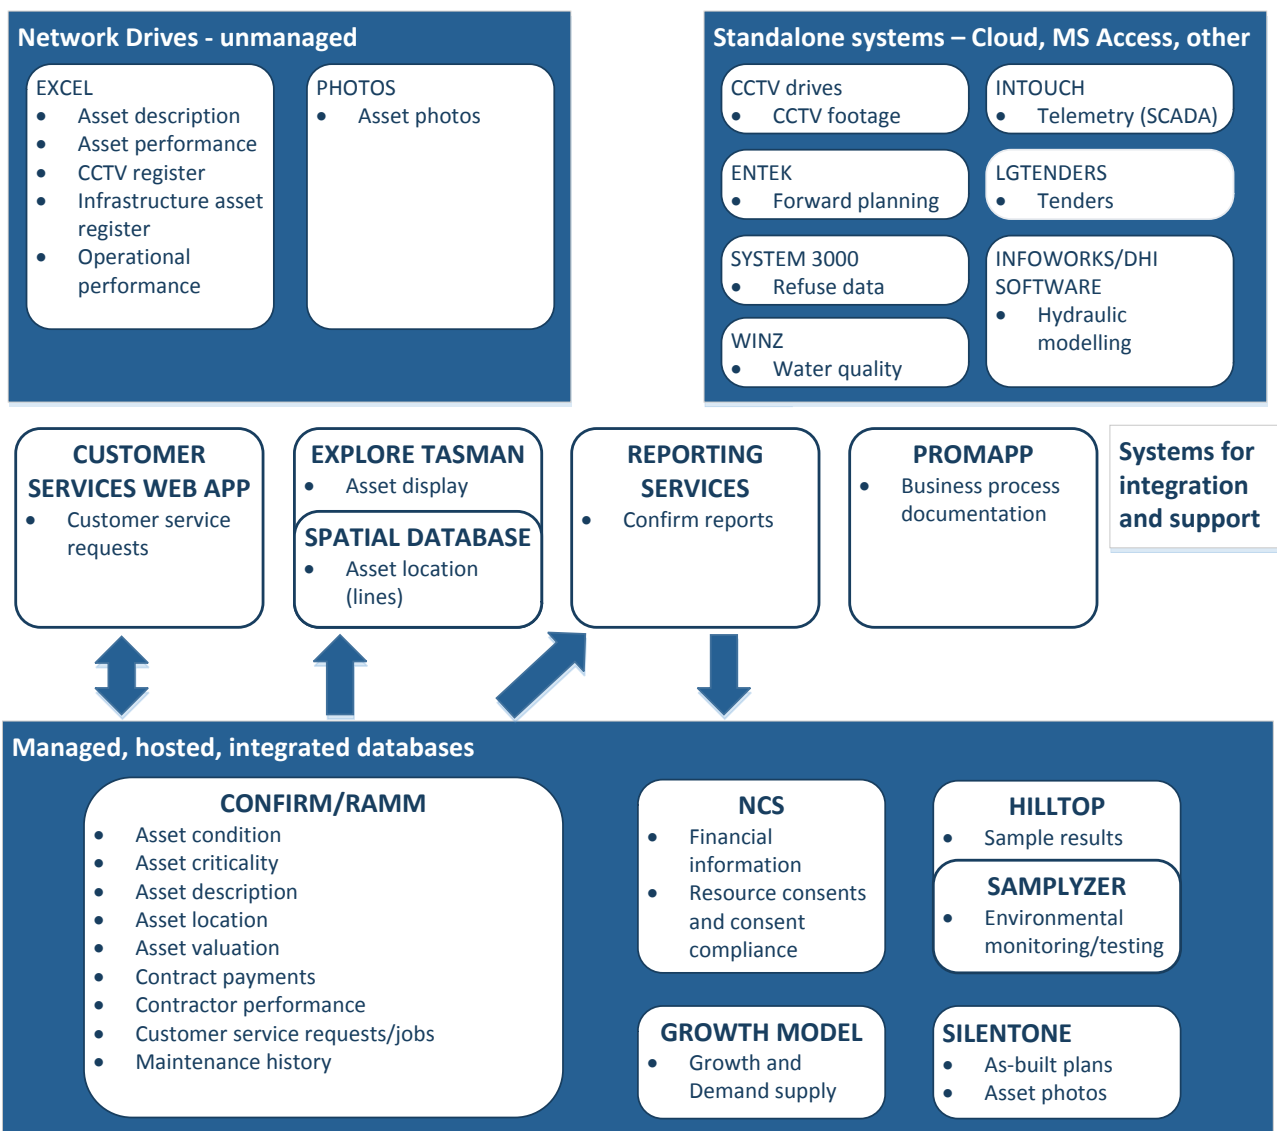 Network Drives - unmanaged
EXCEL
• Asset description
• Asset performance
• CCTV register
• Infrastructure asset
register
• Operational
performance
PHOTOS
• Asset photos
Standalone systems – Cloud, MS Access, other
CCTV drives
• CCTV footage
INTOUCH
• Telemetry (SCADA)
ENTEK
• Forward planning
LGTENDERS
• Tenders
SYSTEM 3000
• Refuse data
INFOWORKS/DHI
SOFTWARE
• Hydraulic
modelling
WINZ
• Water quality
CUSTOMER
SERVICES WEB APP
• Customer service
requests
EXPLORE TASMAN
• Asset display
SPATIAL DATABASE
• Asset location
(lines)
REPORTING
SERVICES
• Confirm reports
PROMAPP
• Business process
documentation
Systems for
integration
and support
Managed, hosted, integrated databases
CONFIRM/RAMM
• Asset condition
• Asset criticality
• Asset description
• Asset location
• Asset valuation
• Contract payments
• Contractor performance
• Customer service requests/jobs
• Maintenance history
NCS
• Financial
information
• Resource consents
and consent
compliance
HILLTOP
• Sample results
SAMPLYZER
• Environmental
monitoring/testing
GROWTH MODEL
• Growth and
Demand supply
SILENTONE
• As-built plans
• Asset photos